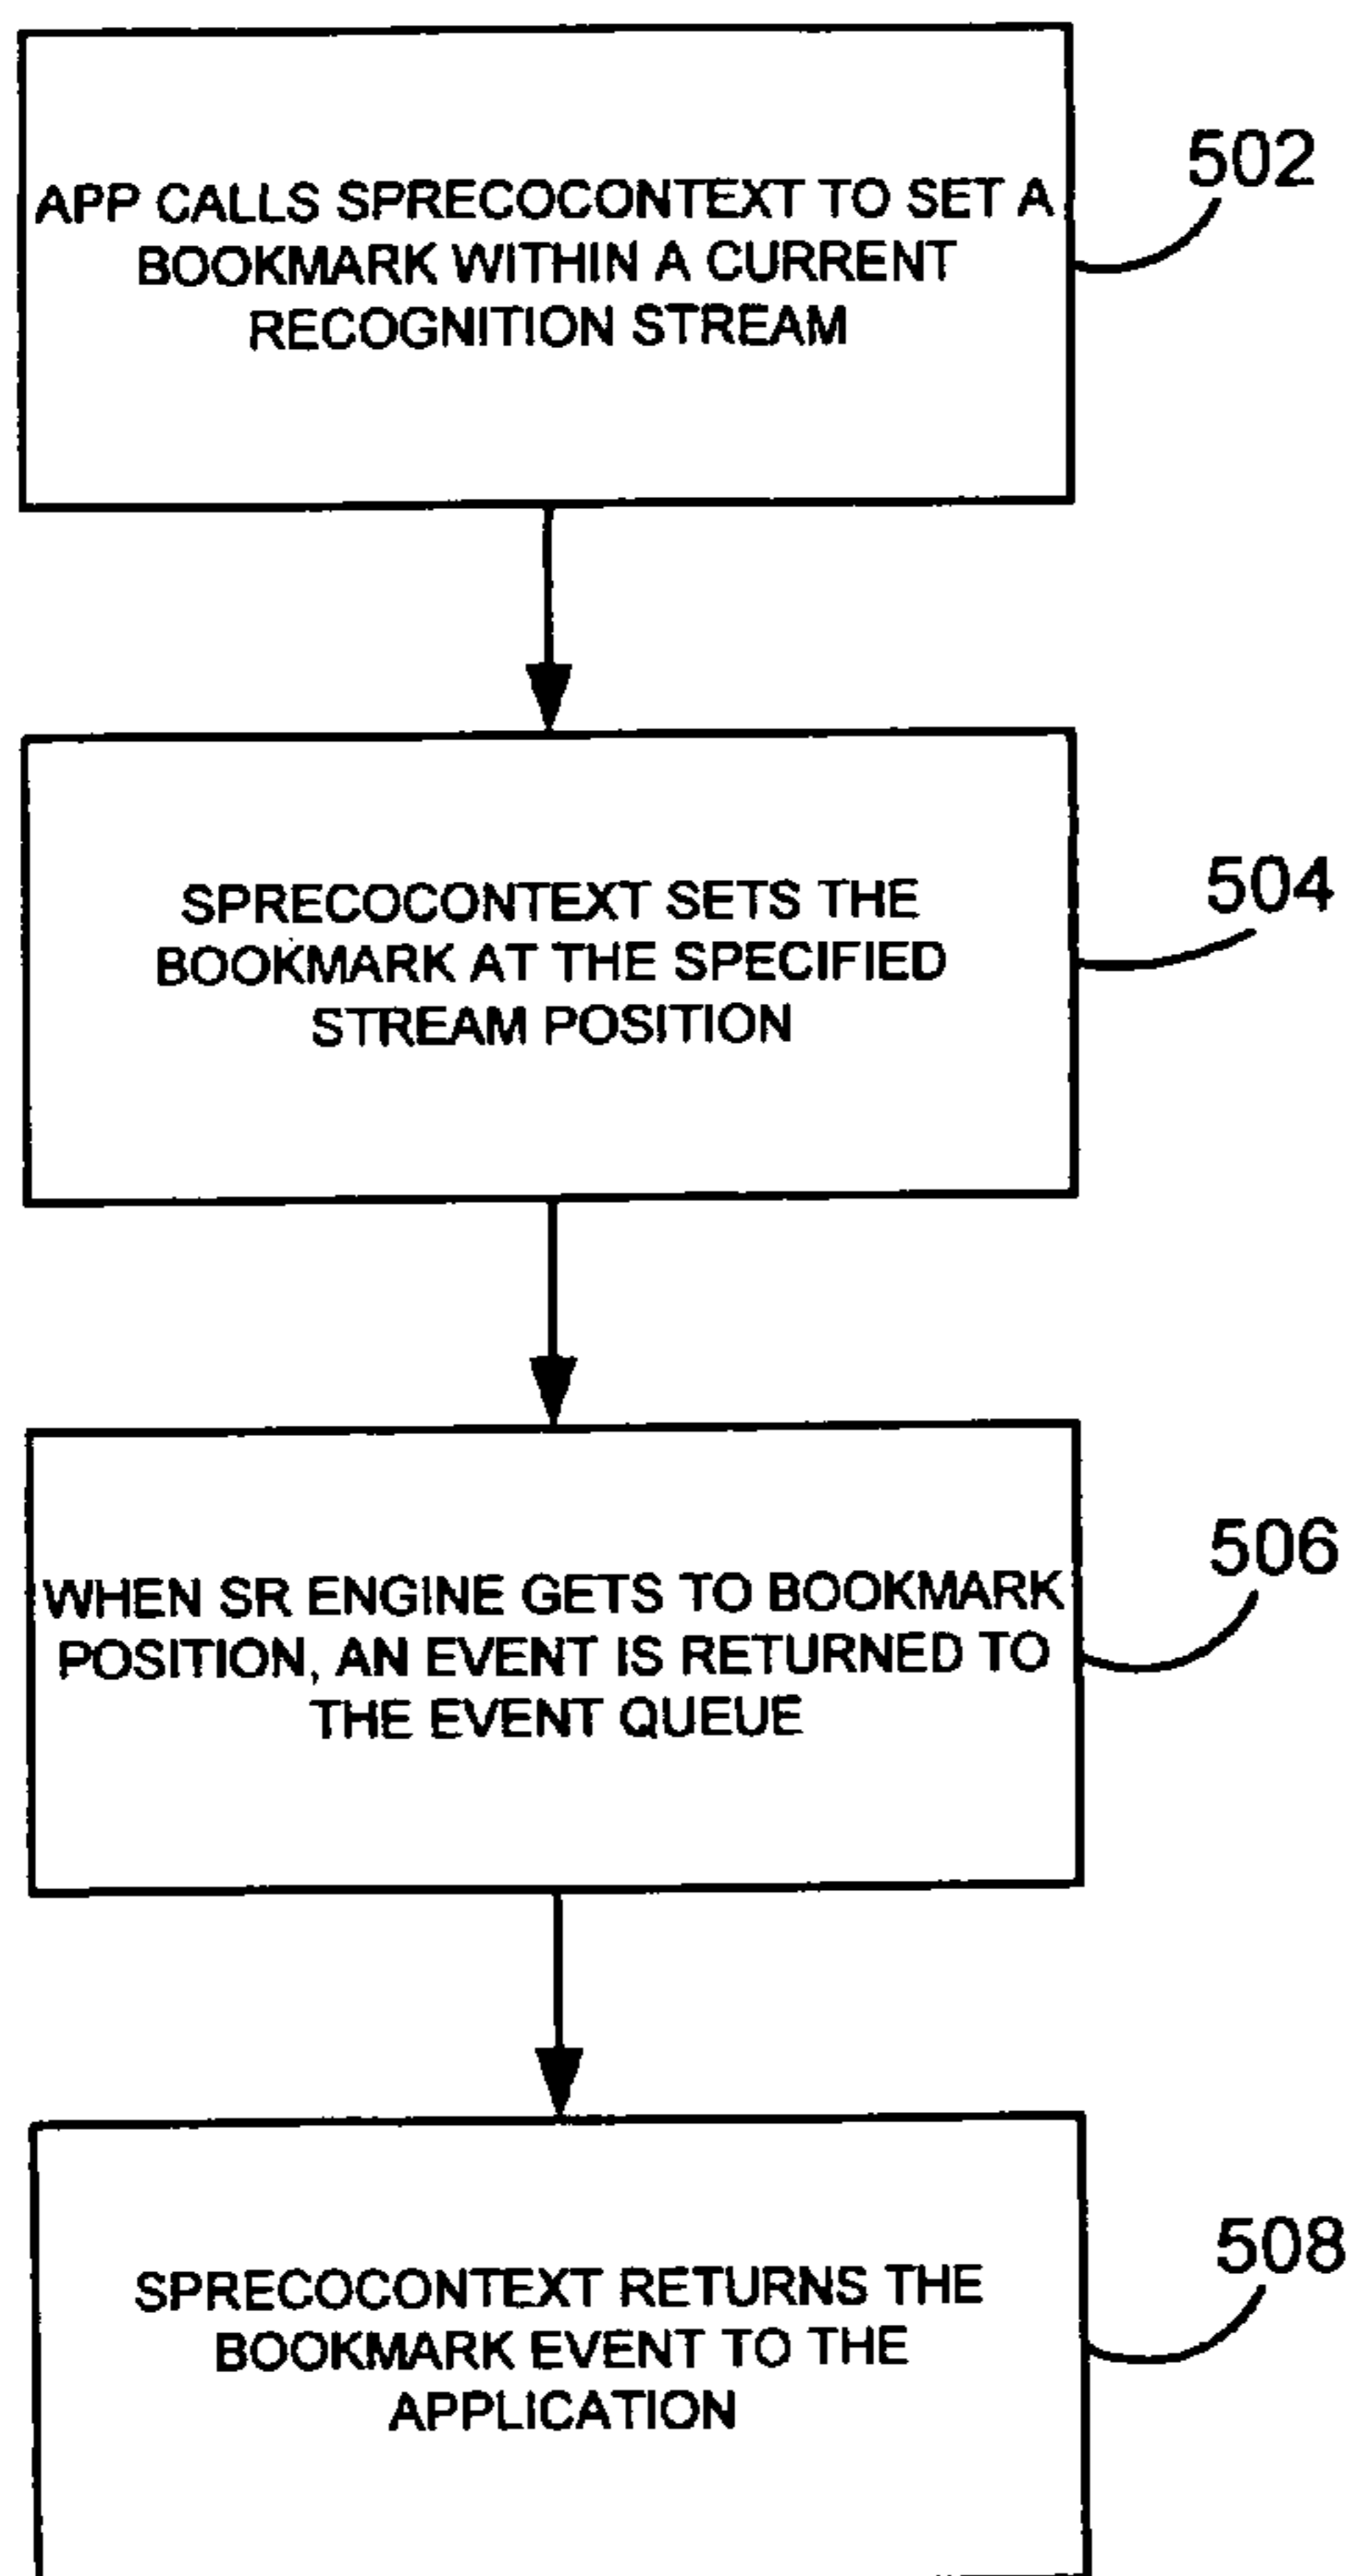 APP CALLS SPRECOCONTEXT TO SET A
BOOKMARK WITHIN A CURRENT
RECOGNITION STREAM
502
SPRECOCONTEXT SETS THE
BOOKMARK AT THE SPECIFIED
STREAM POSITION
504
WHEN SR ENGINE GETS TO BOOKMARK
POSITION, AN EVENT IS RETURNED TO
THE EVENT QUEUE
506
SPRECOCONTEXT RETURNS THE
BOOKMARK EVENT TO THE
APPLICATION
508